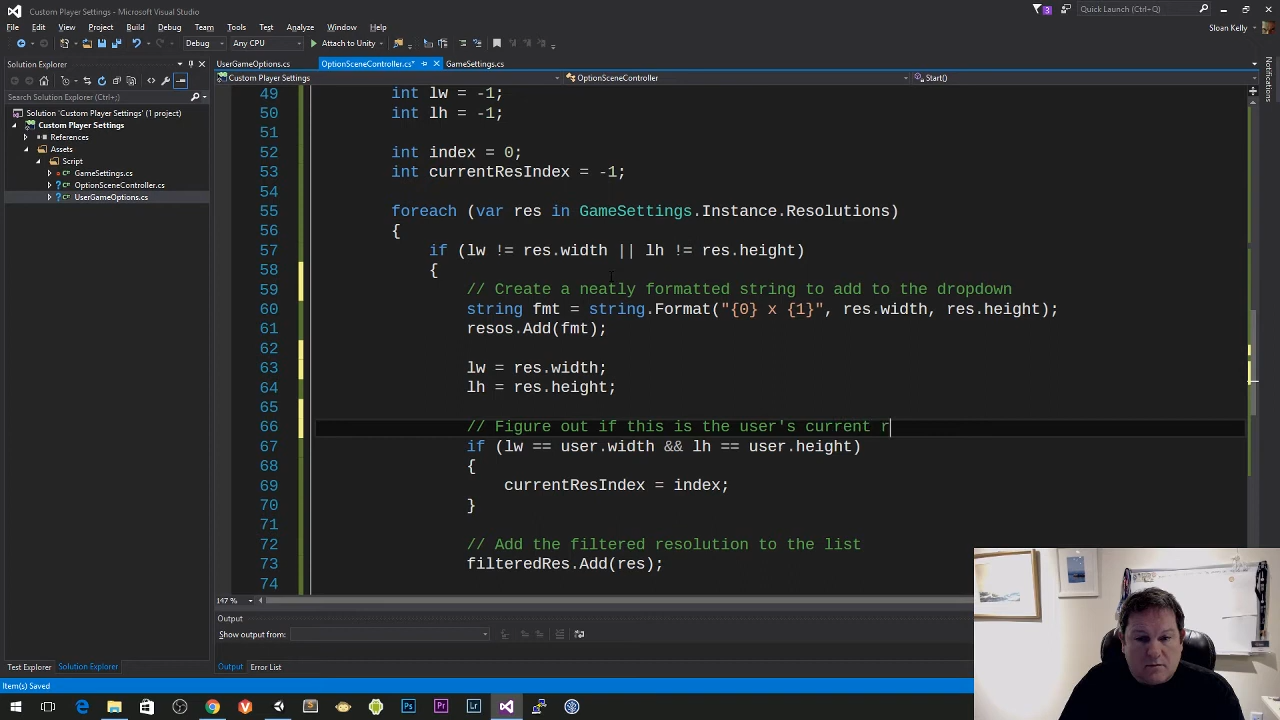 Custom Player Settings - Microsoft Visual Studio
3
Quick Launch (Ctrl+Q)
File Edit View Project Build Debug Team Tools Test Analyze Window Help
Sloan Kelly
Debug Any CPU Attach to Unity
Solution Explorer
UserGameOptions.cs OptionSceneController.cs* GameSettings.cs
Custom Player Settings OptionSceneController Start()
Search Solution Explorer (Ctrl+;)
Solution 'Custom Player Settings' (1 project)
Custom Player Settings
References
Assets
Script
GameSettings.cs
OptionSceneController.cs
UserGameOptions.cs
Notifications
49 int lw = -1;
50 int lh = -1;
51
52 int index = 0;
53 int currentResIndex = -1;
54
55 foreach (var res in GameSettings.Instance.Resolutions)
56 {
57 if (lw != res.width || lh != res.height)
58 {
59 // Create a neatly formatted string to add to the dropdown
60 string fmt = string.Format("{0} x {1}", res.width, res.height);
61 resos.Add(fmt);
62
63 lw = res.width;
64 lh = res.height;
65
66 // Figure out if this is the user's current r
67 if (lw == user.width && lh == user.height)
68 {
69 currentResIndex = index;
70 }
71
72 // Add the filtered resolution to the list
73 filteredRes.Add(res);
74
147 %
Output
Show output from:
Test Explorer Solution Explorer
Output Error List
Item(s) Saved
Ps Pr Lr